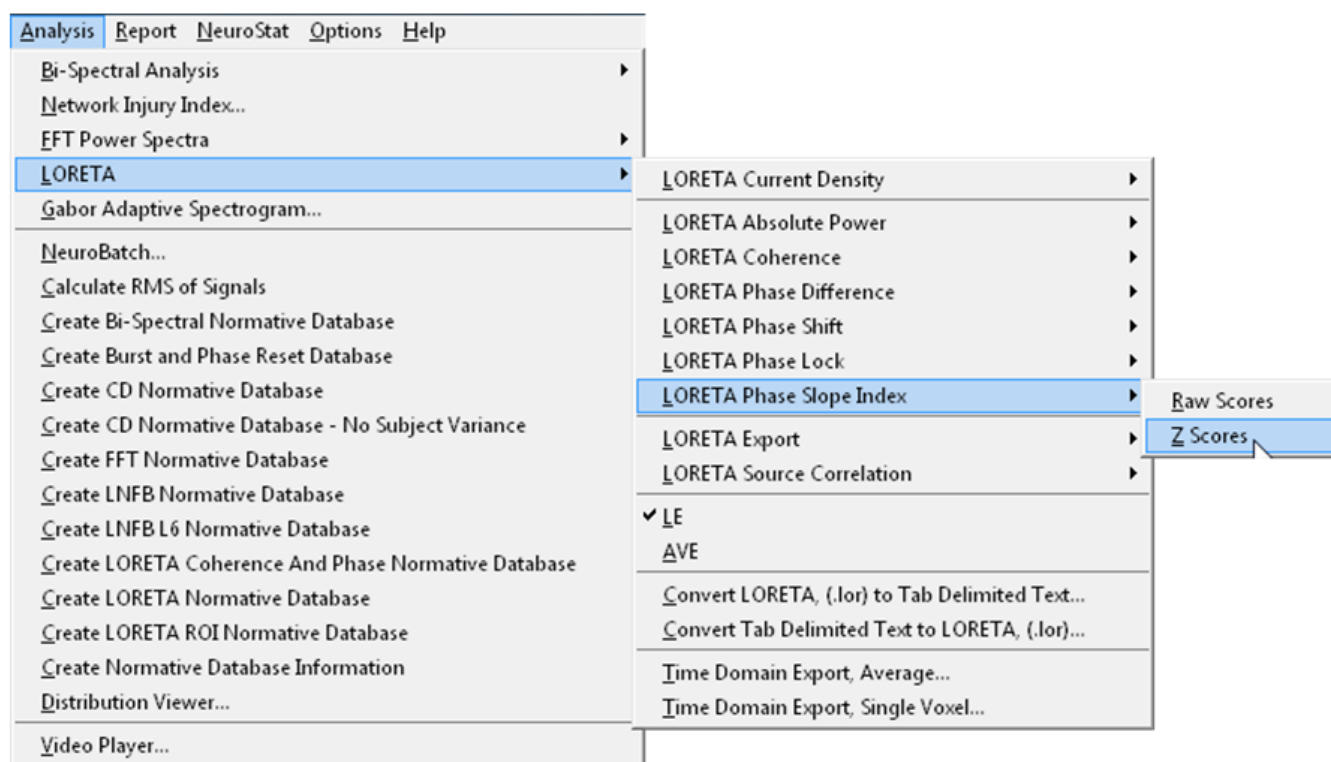 Analysis Report NeuroStat Options Help
Bi-Spectral Analysis
Network Injury Index...
FFT Power Spectra
LORETA
Gabor Adaptive Spectrogram...
NeuroBatch...
Calculate RMS of Signals
Create Bi-Spectral Normative Database
Create Burst and Phase Reset Database
Create CD Normative Database
Create CD Normative Database - No Subject Variance
Create FFT Normative Database
Create LNFB Normative Database
Create LNFB L6 Normative Database
Create LORETA Coherence And Phase Normative Database
Create LORETA Normative Database
Create LORETA ROI Normative Database
Create Normative Database Information
Distribution Viewer...
Video Player...
LORETA Current Density
LORETA Absolute Power
LORETA Coherence
LORETA Phase Difference
LORETA Phase Shift
LORETA Phase Lock
LORETA Phase Slope Index
LORETA Export
LORETA Source Correlation
LE
AVE
Convert LORETA, (.lor) to Tab Delimited Text...
Convert Tab Delimited Text to LORETA, (.lor)...
Time Domain Export, Average...
Time Domain Export, Single Voxel...
Raw Scores
Z Scores